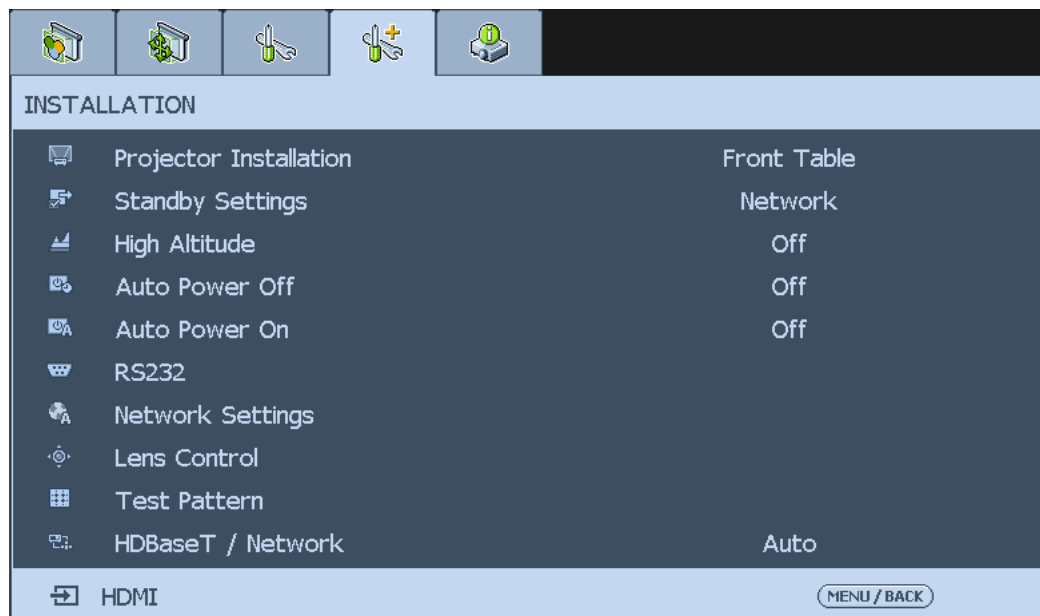 INSTALLATION
Projector Installation Front Table
Standby Settings Network
High Altitude Off
Auto Power Off Off
Auto Power On Off
RS232
Network Settings
Lens Control
Test Pattern
HDBaseT / Network Auto
HDMI MENU / BACK